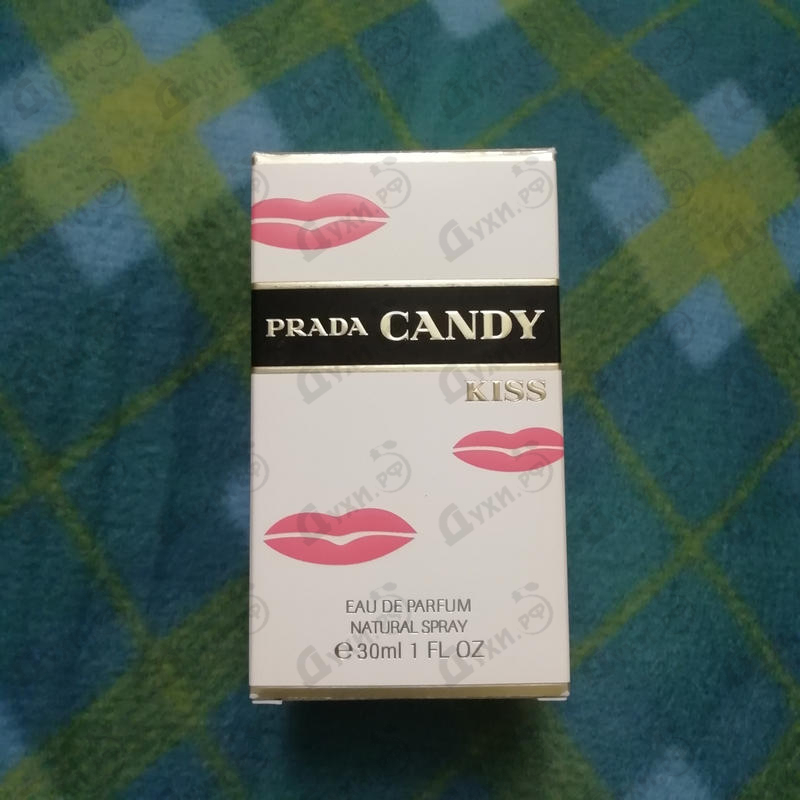 PRADA CANDY
KISS
EAU DE PARFUM
NATURAL SPRAY
℮30ml 1 FL OZ
Духи.рф